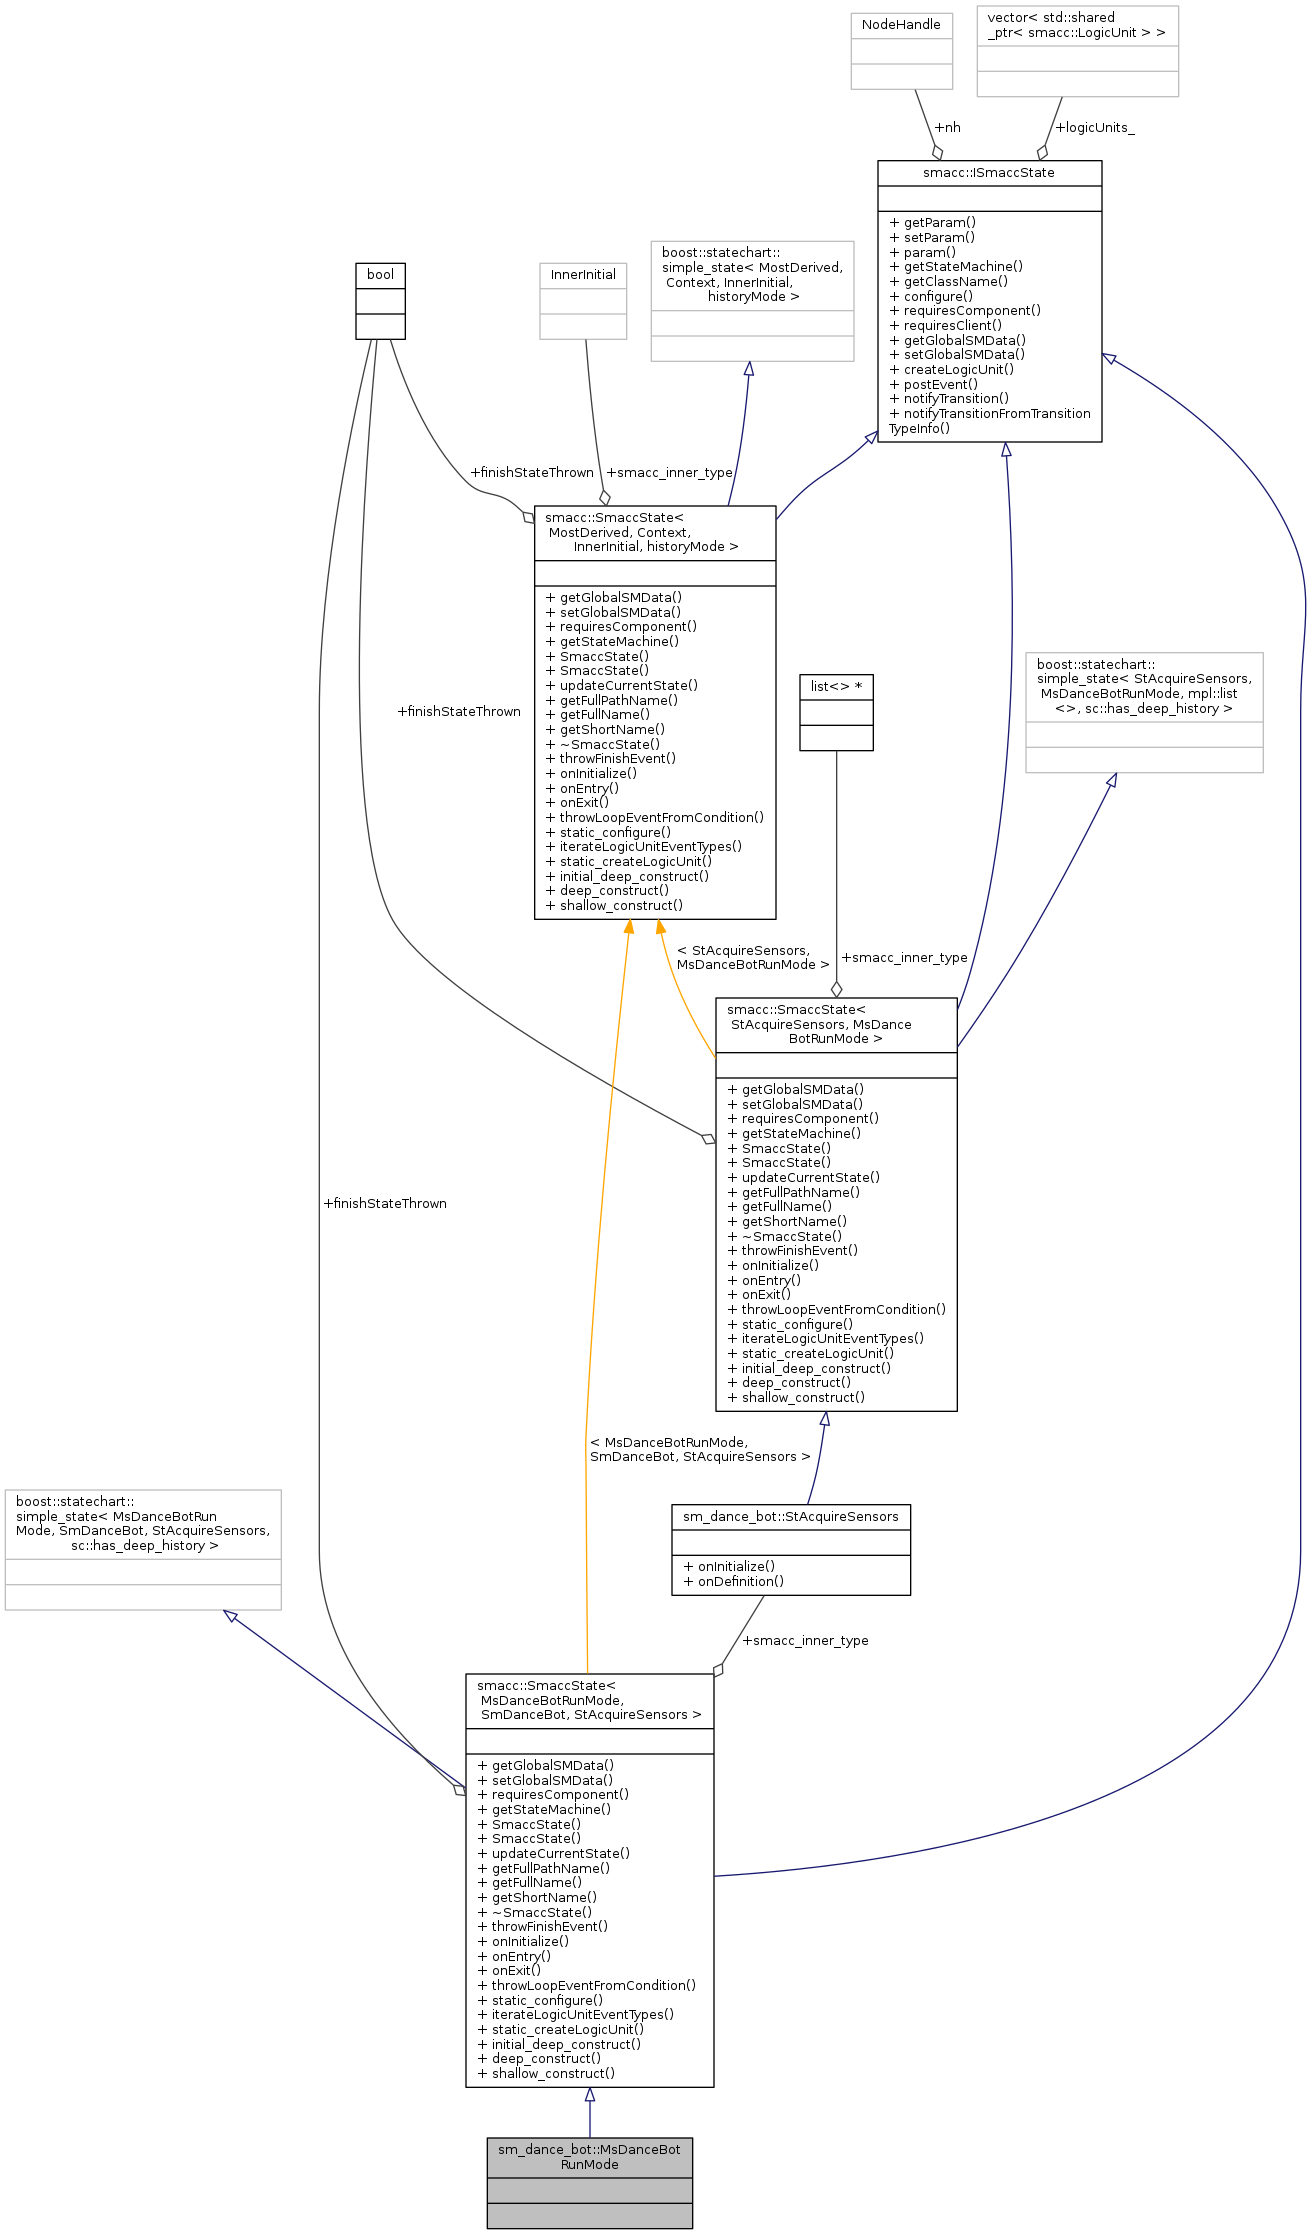 NodeHandle
vector< std::shared
_ptr< smacc::LogicUnit > >
+nh
+logicUnits_
smacc::ISmaccState
+ getParam()
+ setParam()
+ param()
+ getStateMachine()
+ getClassName()
+ configure()
+ requiresComponent()
+ requiresClient()
+ getGlobalSMData()
+ setGlobalSMData()
+ createLogicUnit()
+ postEvent()
+ notifyTransition()
+ notifyTransitionFromTransition
TypeInfo()
bool
InnerInitial
boost::statechart::
simple_state< MostDerived,
Context, InnerInitial,
historyMode >
+finishStateThrown
+smacc_inner_type
smacc::SmaccState<
MostDerived, Context,
InnerInitial, historyMode >
+ getGlobalSMData()
+ setGlobalSMData()
+ requiresComponent()
+ getStateMachine()
+ SmaccState()
+ SmaccState()
+ updateCurrentState()
+ getFullPathName()
+ getFullName()
+ getShortName()
+ ~SmaccState()
+ throwFinishEvent()
+ onInitialize()
+ onEntry()
+ onExit()
+ throwLoopEventFromCondition()
+ static_configure()
+ iterateLogicUnitEventTypes()
+ static_createLogicUnit()
+ initial_deep_construct()
+ deep_construct()
+ shallow_construct()
+finishStateThrown
list<> *
boost::statechart::
simple_state< StAcquireSensors,
MsDanceBotRunMode, mpl::list
<>, sc::has_deep_history >
< StAcquireSensors,
MsDanceBotRunMode >
+smacc_inner_type
smacc::SmaccState<
StAcquireSensors, MsDance
BotRunMode >
+ getGlobalSMData()
+ setGlobalSMData()
+ requiresComponent()
+ getStateMachine()
+ SmaccState()
+ SmaccState()
+ updateCurrentState()
+ getFullPathName()
+ getFullName()
+ getShortName()
+ ~SmaccState()
+ throwFinishEvent()
+ onInitialize()
+ onEntry()
+ onExit()
+ throwLoopEventFromCondition()
+ static_configure()
+ iterateLogicUnitEventTypes()
+ static_createLogicUnit()
+ initial_deep_construct()
+ deep_construct()
+ shallow_construct()
+finishStateThrown
< MsDanceBotRunMode,
SmDanceBot, StAcquireSensors >
boost::statechart::
simple_state< MsDanceBotRun
Mode, SmDanceBot, StAcquireSensors,
sc::has_deep_history >
sm_dance_bot::StAcquireSensors
+ onInitialize()
+ onDefinition()
+smacc_inner_type
smacc::SmaccState<
MsDanceBotRunMode,
SmDanceBot, StAcquireSensors >
+ getGlobalSMData()
+ setGlobalSMData()
+ requiresComponent()
+ getStateMachine()
+ SmaccState()
+ SmaccState()
+ updateCurrentState()
+ getFullPathName()
+ getFullName()
+ getShortName()
+ ~SmaccState()
+ throwFinishEvent()
+ onInitialize()
+ onEntry()
+ onExit()
+ throwLoopEventFromCondition()
+ static_configure()
+ iterateLogicUnitEventTypes()
+ static_createLogicUnit()
+ initial_deep_construct()
+ deep_construct()
+ shallow_construct()
sm_dance_bot::MsDanceBot
RunMode